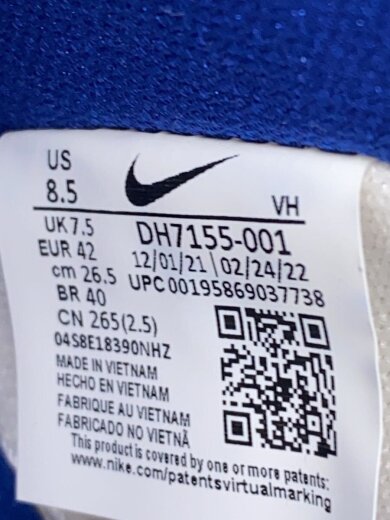 US
8.5
VH
UK 7.5
DH7155-001
EUR 42
12/01/21 | 02/24/22
cm 26.5
UPC 00195869037738
BR 40
CN 265(2.5)
04S8E18390NHZ
MADE IN VIETNAM
HECHO EN VIETNAM
FABRIQUE AU VIETNAM
FABRICADO NO VIETNÃ
This product is covered by one or more patents:
www.nike.com/patentsvirtualmarking